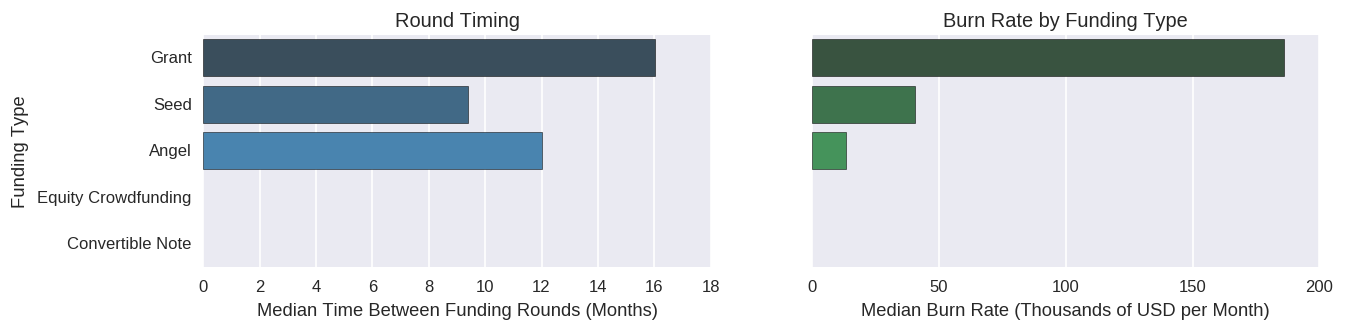 Round Timing
Burn Rate by Funding Type
Funding Type
Grant
Seed
Angel
Equity Crowdfunding
Convertible Note
0 2 4 6 8 10 12 14 16 18
0 50 100 150 200
Median Time Between Funding Rounds (Months)
Median Burn Rate (Thousands of USD per Month)